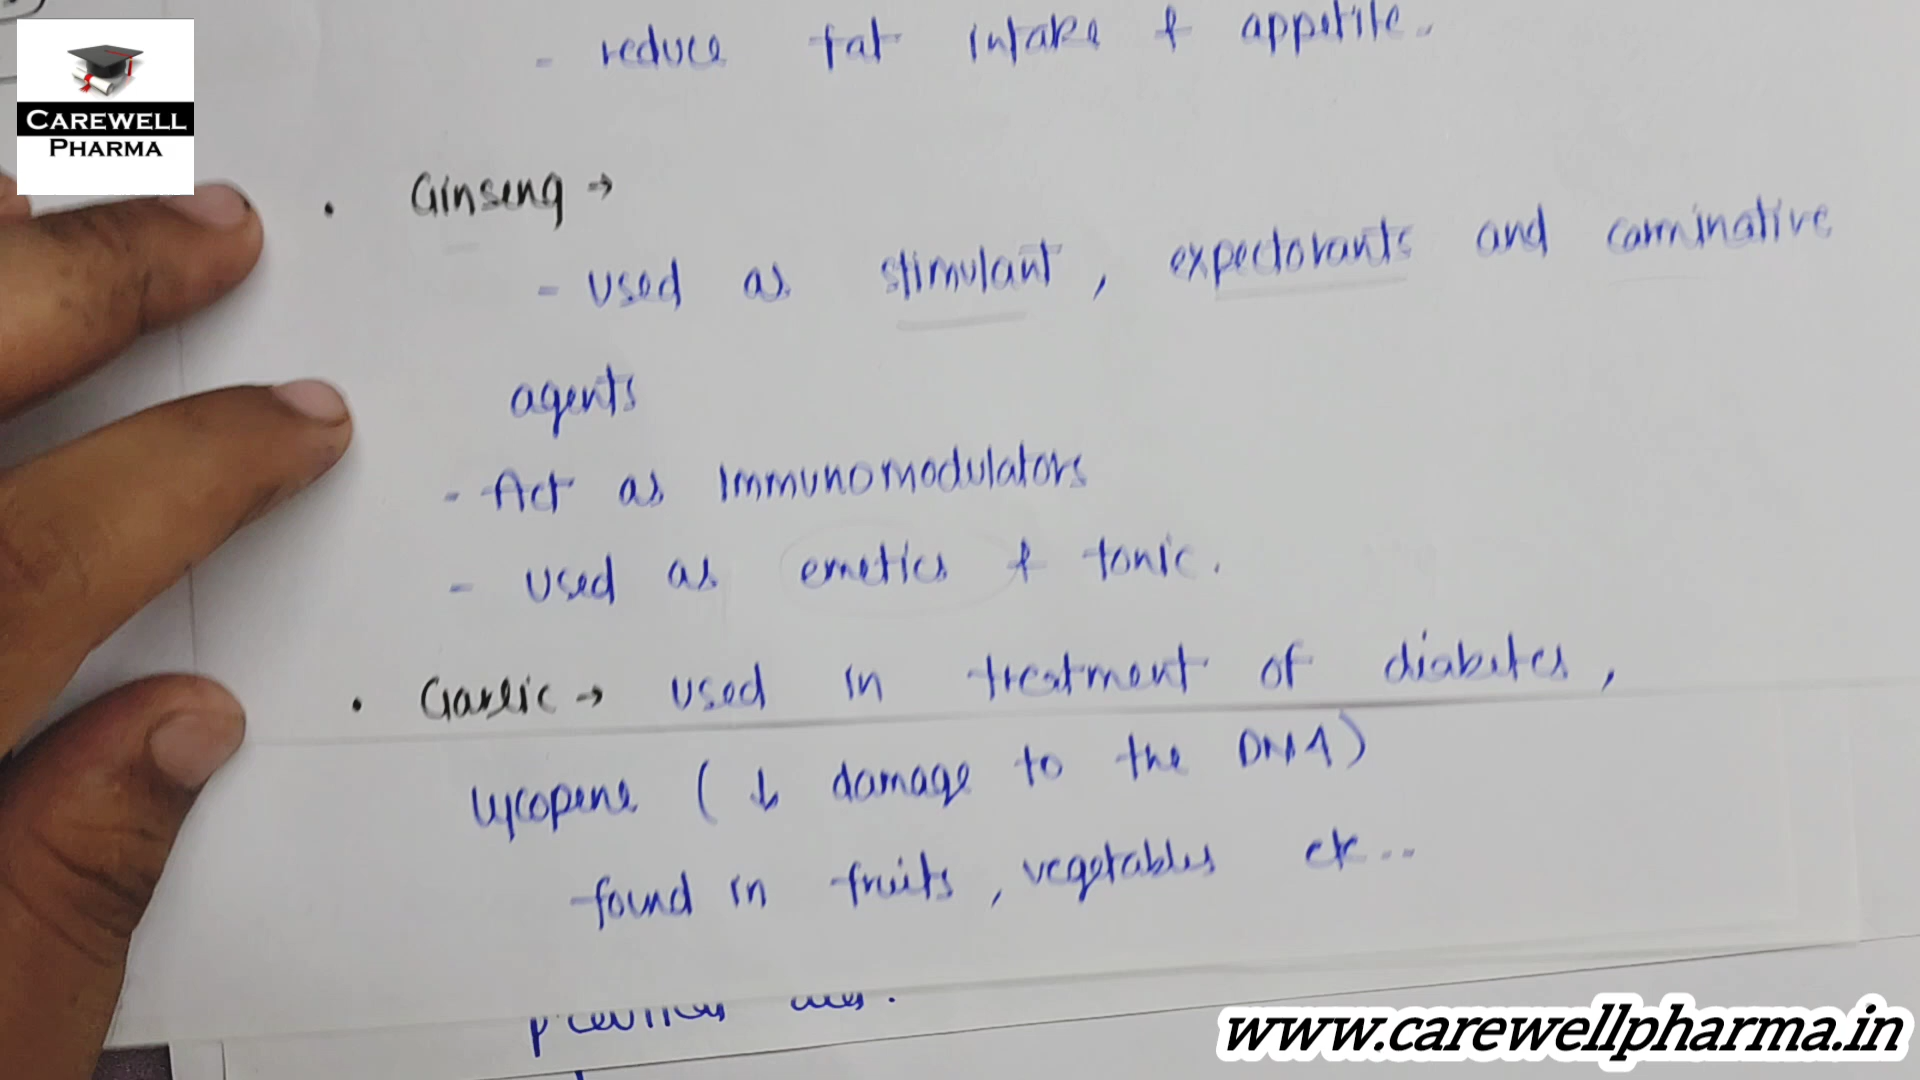 - reduce fat intake & appetite.
CAREWELL
PHARMA
• Ginseng →
- used as stimulant, expectorants and carminative
agents
- Act as immunomodulators
- used as emetics & tonic.
• Garlic → used in treatment of diabetes,
Lycopene (↓ damage to the DNA)
- found in fruits, vegetables etc...
www.carewellpharma.in